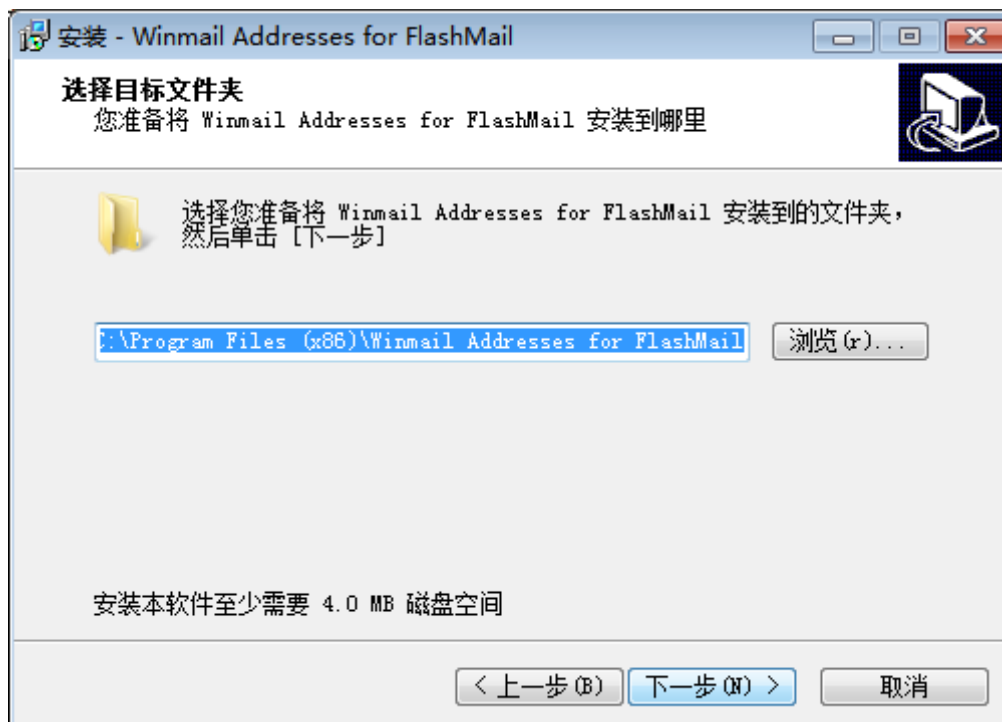 安装 - Winmail Addresses for FlashMail
选择目标文件夹
您准备将 Winmail Addresses for FlashMail 安装到哪里
选择您准备将 Winmail Addresses for FlashMail 安装到的文件夹，
然后单击 [下一步]
C:\Program Files (x86)\Winmail Addresses for FlashMail
浏览(r)...
安装本软件至少需要 4.0 MB 磁盘空间
< 上一步(B)
下一步(N) >
取消